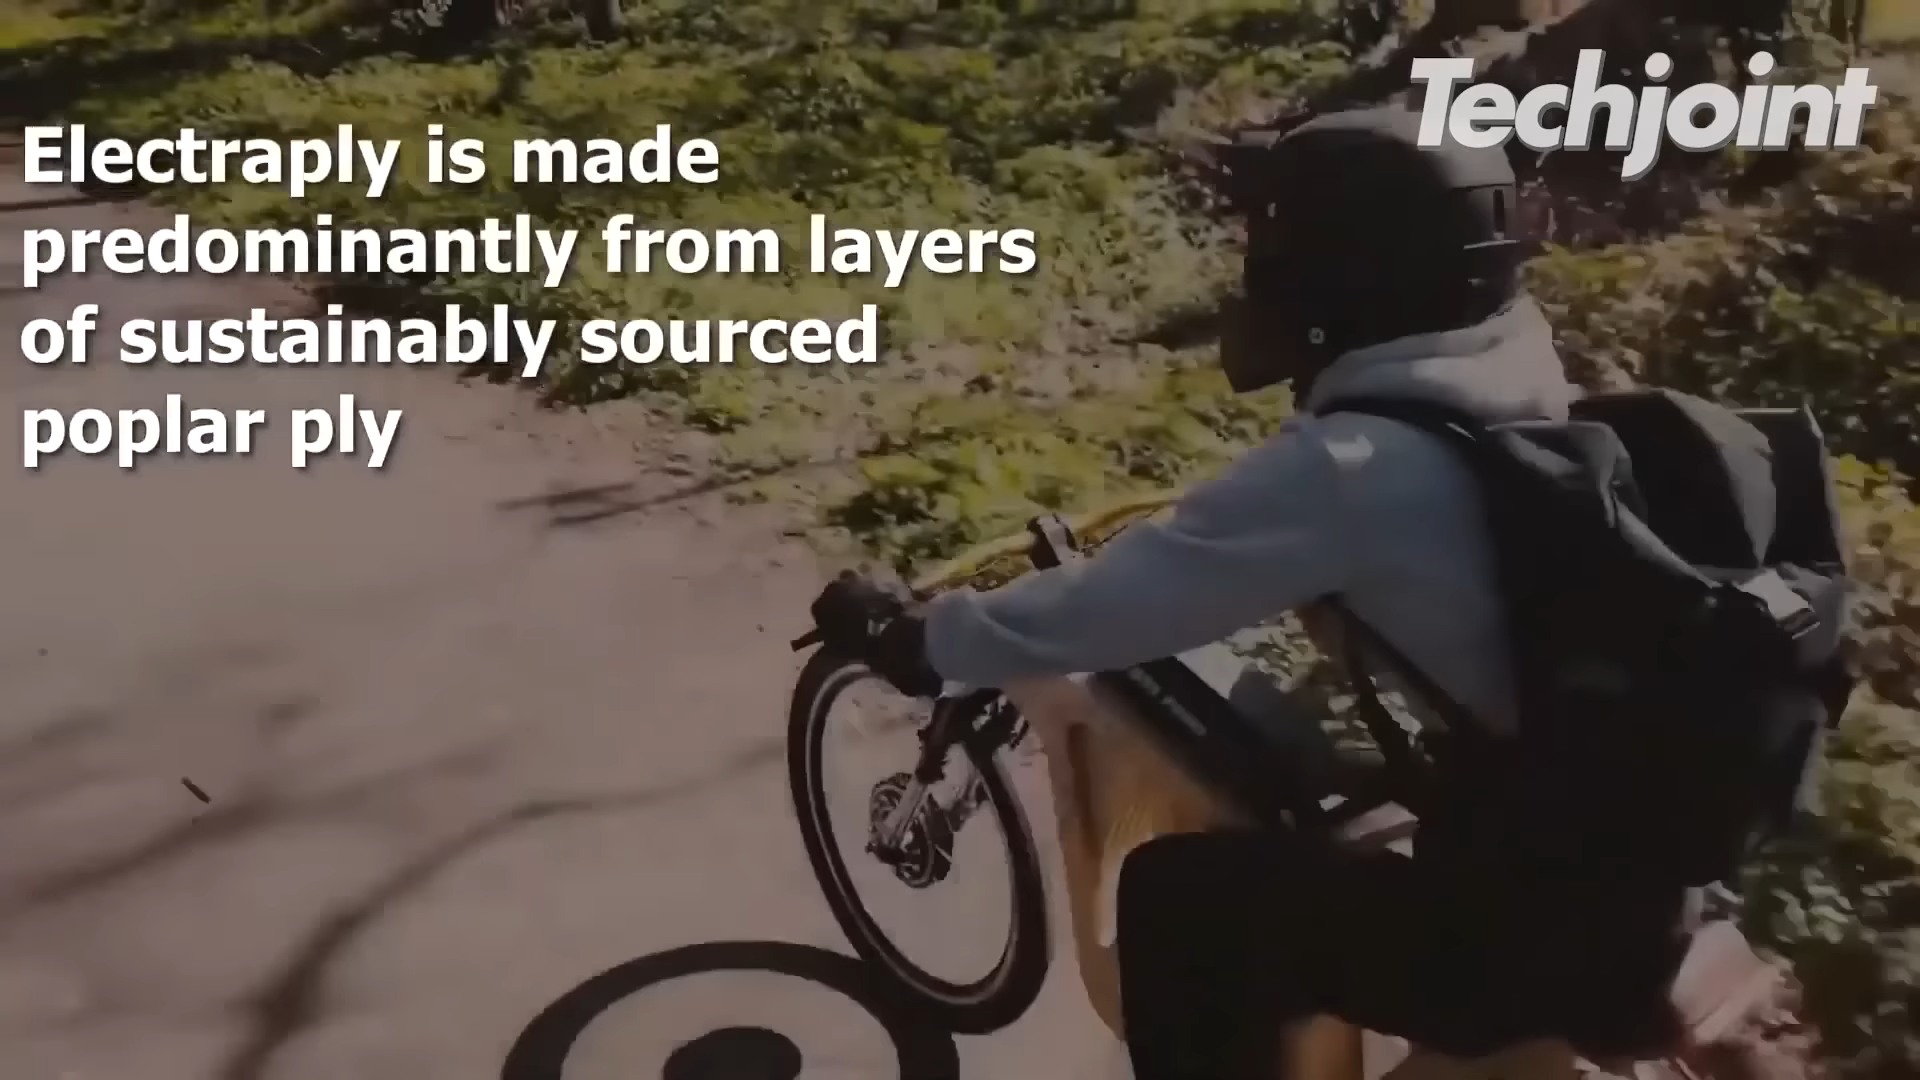 Techjoint
Electraply is made
predominantly from layers
of sustainably sourced
poplar ply